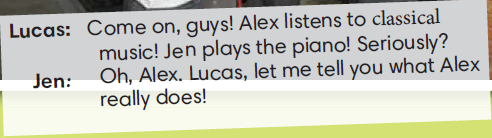 Lucas: Come on, guys! Alex listens to classical
music! Jen plays the piano! Seriously?
Jen: Oh, Alex. Lucas, let me tell you what Alex
really does!